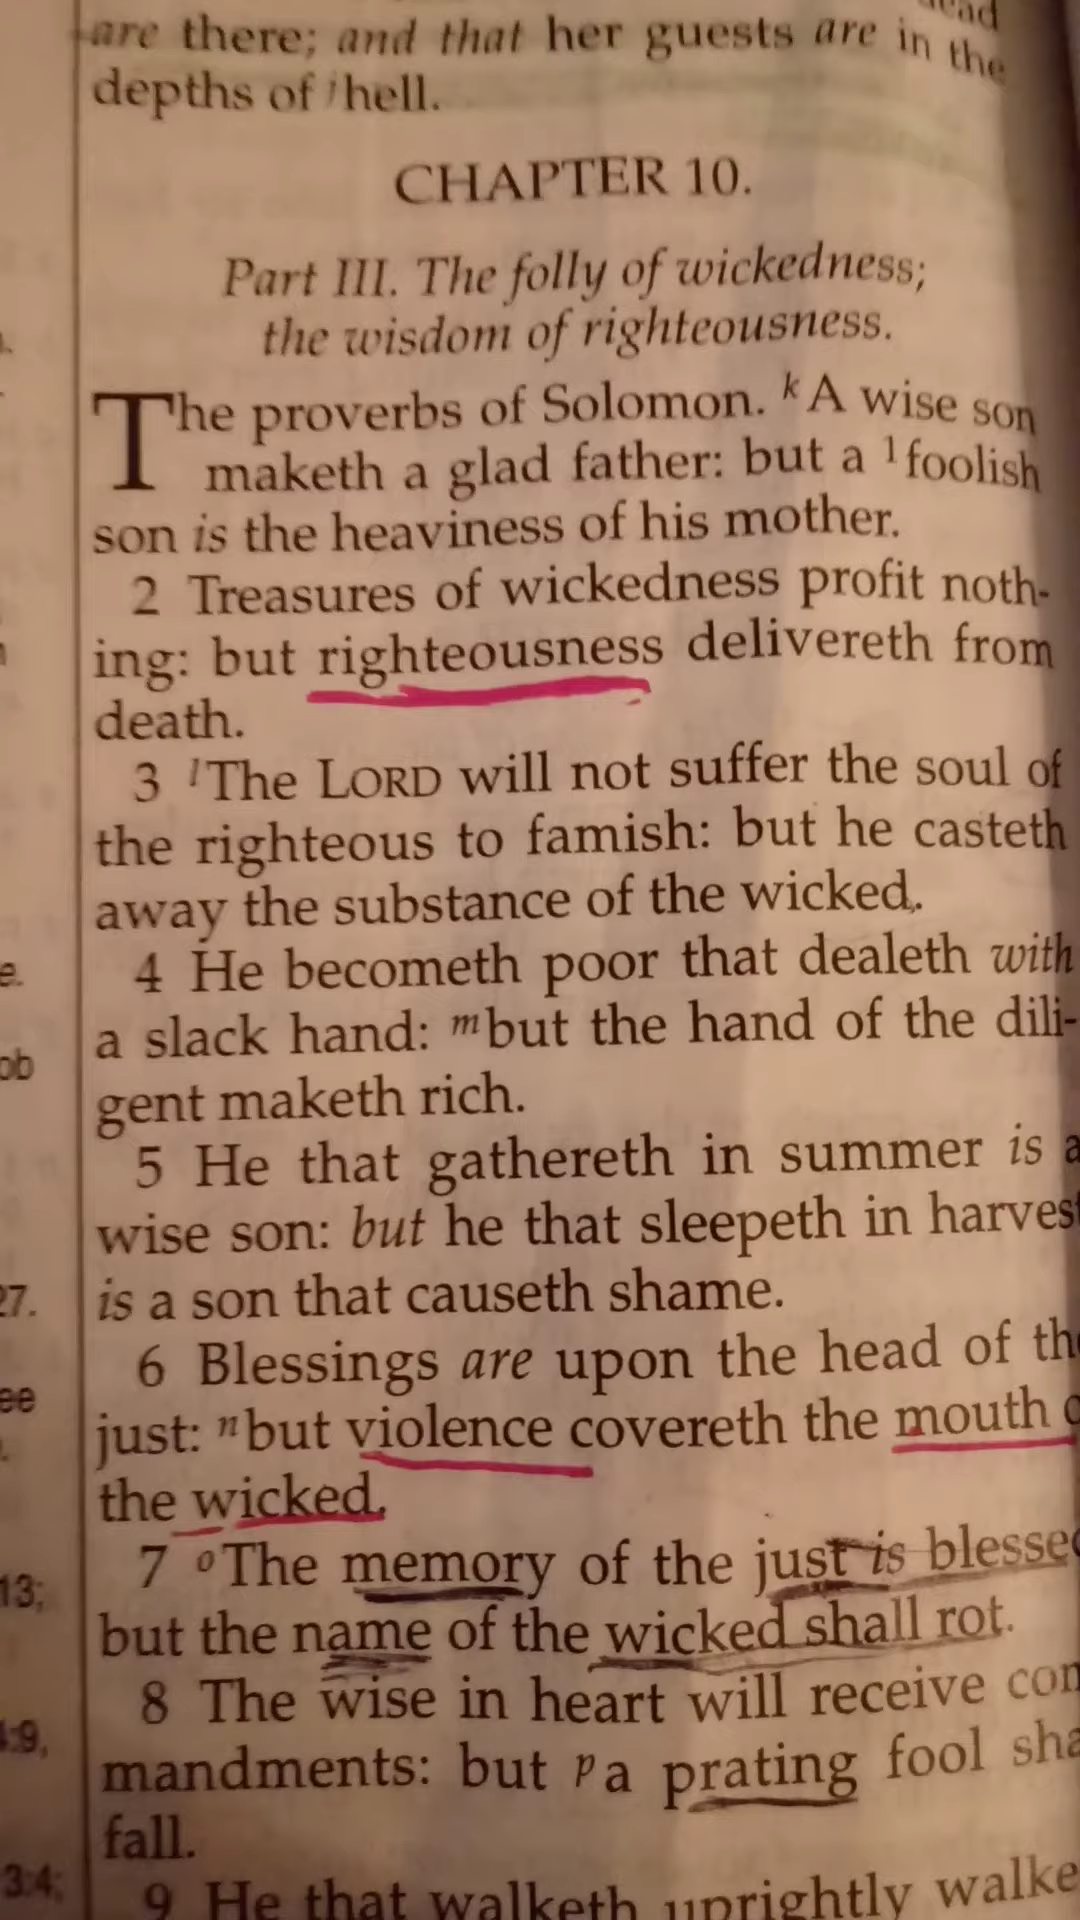 are there; and that her guests are in the
depths of hell.
CHAPTER 10.
Part III. The folly of wickedness;
the wisdom of righteousness.
The proverbs of Solomon. k A wise son
maketh a glad father: but a 1 foolish
son is the heaviness of his mother.
2 Treasures of wickedness profit noth-
ing: but righteousness delivereth from
death.
3 l The LORD will not suffer the soul of
the righteous to famish: but he casteth
away the substance of the wicked.
4 He becometh poor that dealeth with
a slack hand: m but the hand of the dili-
gent maketh rich.
5 He that gathereth in summer is a
wise son: but he that sleepeth in harvest
is a son that causeth shame.
6 Blessings are upon the head of the
just: n but violence covereth the mouth o
the wicked.
7 o The memory of the just is blesse
but the name of the wicked shall rot.
8 The wise in heart will receive com
mandments: but p a prating fool sha
fall.
9 He that walketh uprightly walke
e.
27.
13;
3:4;